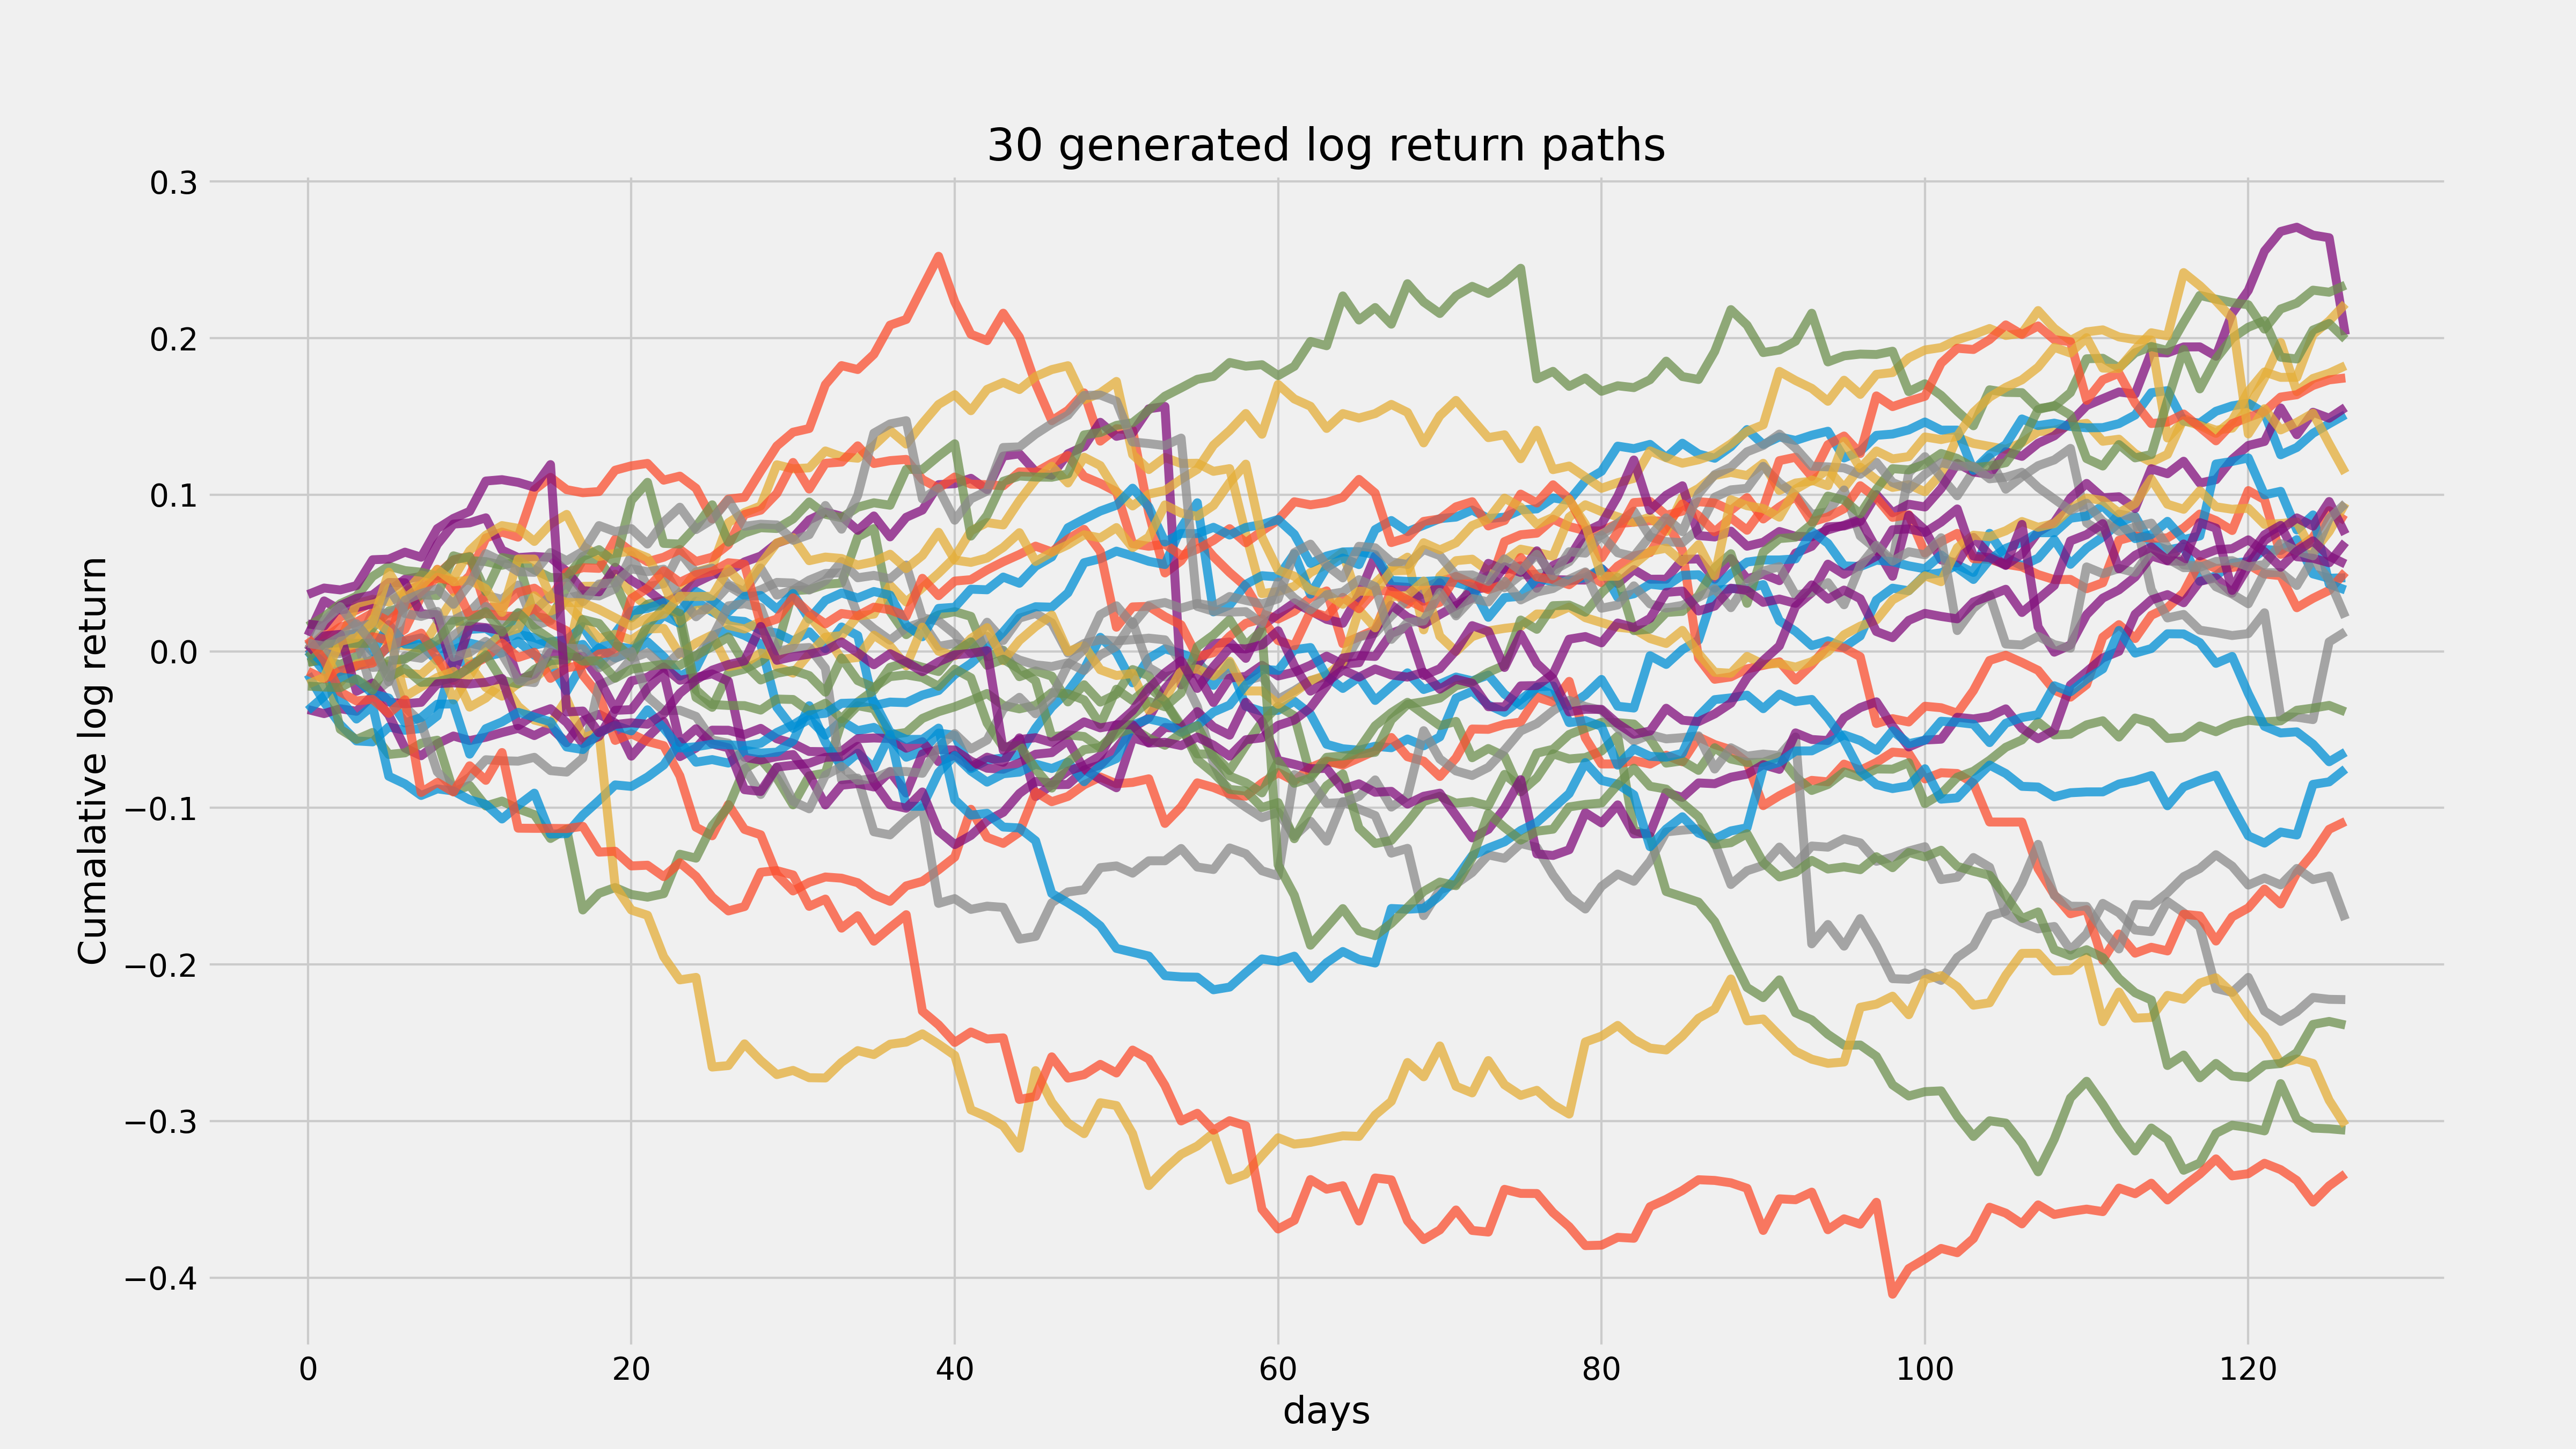 30 generated log return paths
Cumalative log return
0.3
0.2
0.1
0.0
−0.1
−0.2
−0.3
−0.4
0 20 40 60 80 100 120
days